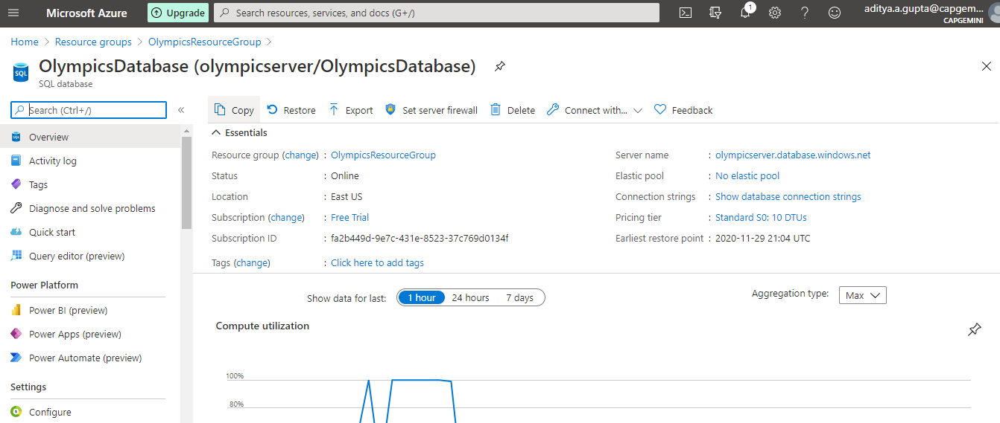 Microsoft Azure
Upgrade
Search resources, services, and docs (G+/)
1
aditya.a.gupta@capgem...
CAPGEMINI
Home > Resource groups > OlympicsResourceGroup >
SQL
OlympicsDatabase (olympicserver/OlympicsDatabase)
SQL database
Search (Ctrl+/)
«
Overview
Activity log
Tags
Diagnose and solve problems
Quick start
Query editor (preview)
Power Platform
Power BI (preview)
Power Apps (preview)
Power Automate (preview)
Settings
Configure
Copy
Restore
Export
Set server firewall
Delete
Connect with...
Feedback
Essentials
Resource group (change) : OlympicsResourceGroup
Status : Online
Location : East US
Subscription (change) : Free Trial
Subscription ID : fa2b449d-9e7c-431e-8523-37c769d0134f
Tags (change) : Click here to add tags
Server name : olympicserver.database.windows.net
Elastic pool : No elastic pool
Connection strings : Show database connection strings
Pricing tier : Standard S0: 10 DTUs
Earliest restore point : 2020-11-29 21:04 UTC
Show data for last: 1 hour 24 hours 7 days
Aggregation type: Max
Compute utilization
100%
80%